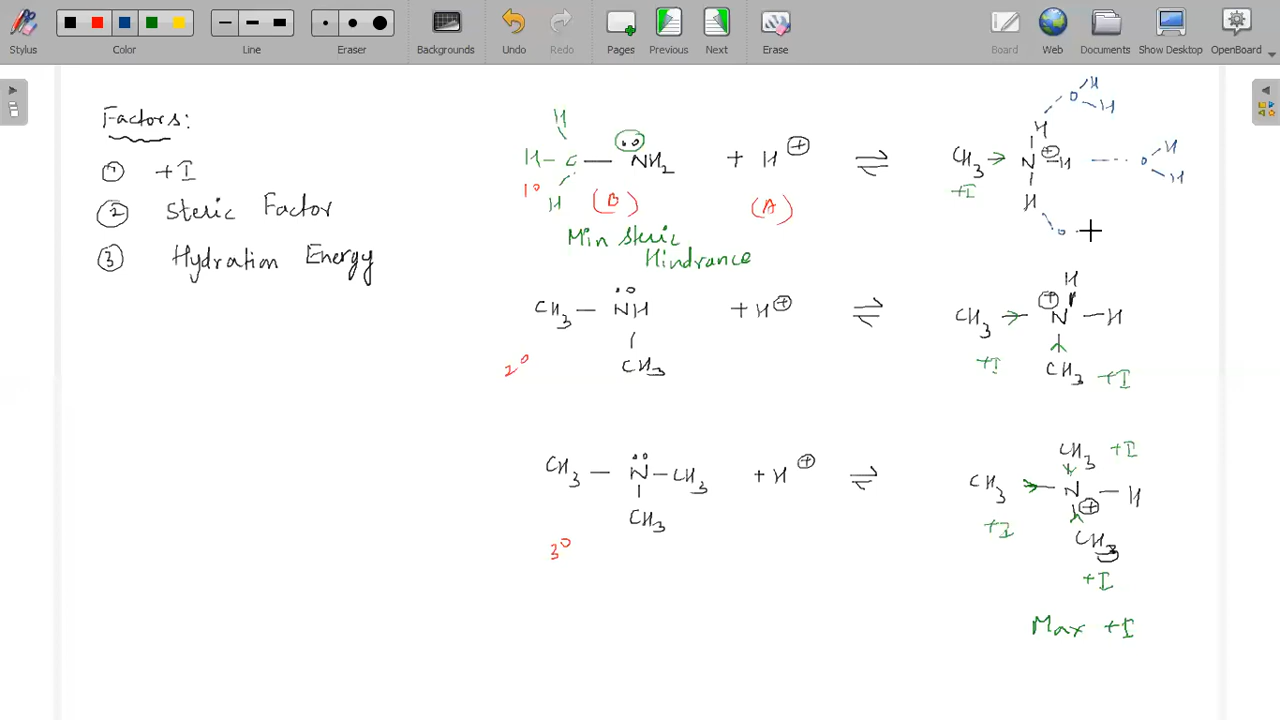 Stylus
Color
Line
Eraser
Backgrounds
Undo
Redo
Pages
Previous
Next
Erase
Board
Web
Documents
Show Desktop
OpenBoard
Factors:
① +I
② Steric Factor
③ Hydration Energy
H
H — C — NH2 + H⊕ ⇌ CH3 → N⊕ — H
H
1° (B) (A) +I
Min Steric
Hindrance
H
H
O H
H
O H
H
O
CH3 — NH + H⊕ ⇌ CH3 → N⊕ — H
H
CH3
2°
+I
CH3 +I
CH3 — N — CH3 + H⊕ ⇌ CH3 → N⊕ — H
CH3 +I
CH3
3°
+I
CH3
+I
Max +I